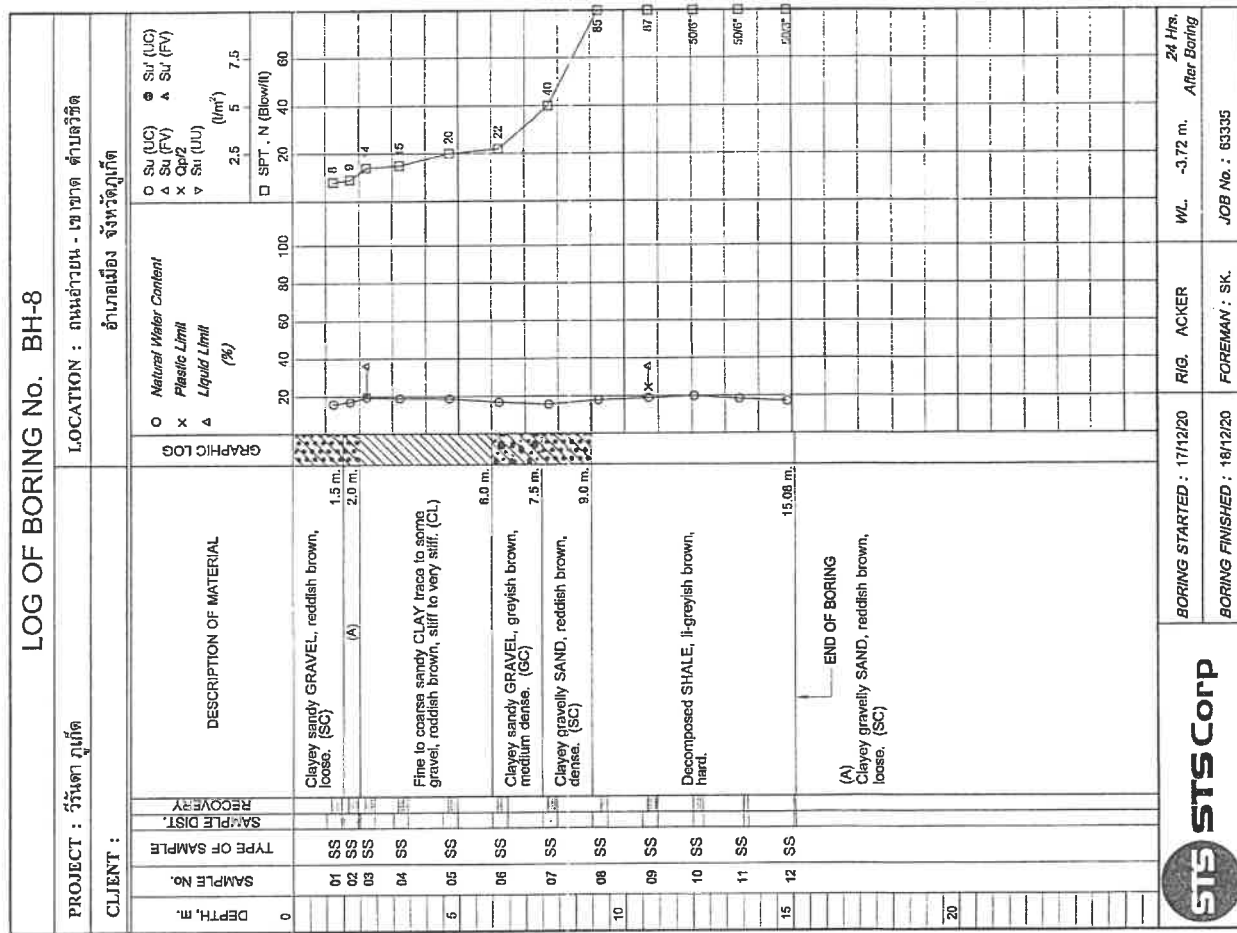 LOG OF BORING No. BH-8
PROJECT : วีรันดา ภูเก็ต
LOCATION : ถนนอ่าวยน - เขาขาด ตำบลวิชิต
CLIENT :
อำเภอเมือง จังหวัดภูเก็ต
DEPTH, m.
SAMPLE No.
TYPE OF SAMPLE
SAMPLE DIST.
RECOVERY
DESCRIPTION OF MATERIAL
GRAPHIC LOG
○ Natural Water Content
× Plastic Limit
△ Liquid Limit
(%)
20 40 60 80 100
○ Su (UC) ● Su' (UC)
△ Su (FV) ▲ Su' (FV)
× Qp/2
▽ Su (UU)
(t/m²)
2.5 5 7.5
□ SPT . N (Blow/ft)
20 40 60
0
5
10
15
20
01 SS
02 SS
03 SS
04 SS
05 SS
06 SS
07 SS
08 SS
09 SS
10 SS
11 SS
12 SS
Clayey sandy GRAVEL, reddish brown,
loose. (SC)
1.5 m.
(A)
2.0 m.
Fine to coarse sandy CLAY trace to some
gravel, roddish brown, stiff to very stiff. (CL)
6.0 m.
Clayey sandy GRAVEL, greyish brown,
medium dense. (GC)
7.5 m.
Clayey gravelly SAND, reddish brown,
dense. (SC)
9.0 m.
Decomposed SHALE, li-greyish brown,
hard.
15.08 m.
END OF BORING
(A)
Clayey gravelly SAND, reddish brown,
loose. (SC)
8
9
14
15
20
22
40
85
87
50/6"
50/6"
50/3"
STS STS Corp
BORING STARTED : 17/12/20
RIG. ACKER
WL. -3.72 m.
24 Hrs.
After Boring
BORING FINISHED : 18/12/20
FOREMAN : SK.
JOB No. : 63335